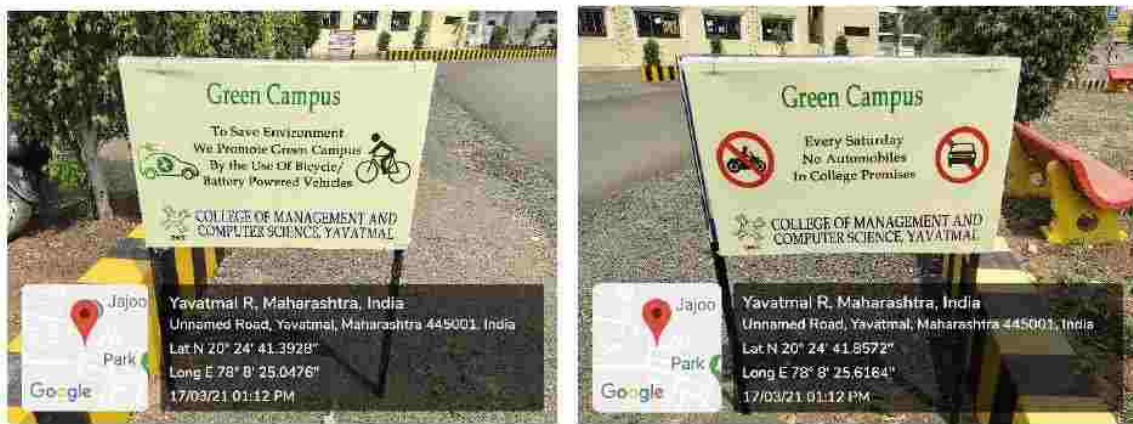 Green Campus
To Save Environment
We Promote Green Campus
By the Use Of Bicycle/
Battery Powered Vehicles
COLLEGE OF MANAGEMENT AND
COMPUTER SCIENCE, YAVATMAL
Jajoo
Park
Google
Yavatmal R, Maharashtra, India
Unnamed Road, Yavatmal, Maharashtra 445001, India
Lat N 20° 24' 41.3928"
Long E 78° 8' 25.0476"
17/03/21 01:12 PM
Green Campus
Every Saturday
No Automobiles
In College Premises
COLLEGE OF MANAGEMENT AND
COMPUTER SCIENCE, YAVATMAL
Jajoo
Park
Google
Yavatmal R, Maharashtra, India
Unnamed Road, Yavatmal, Maharashtra 445001, India
Lat N 20° 24' 41.8572"
Long E 78° 8' 25.6164"
17/03/21 01:12 PM